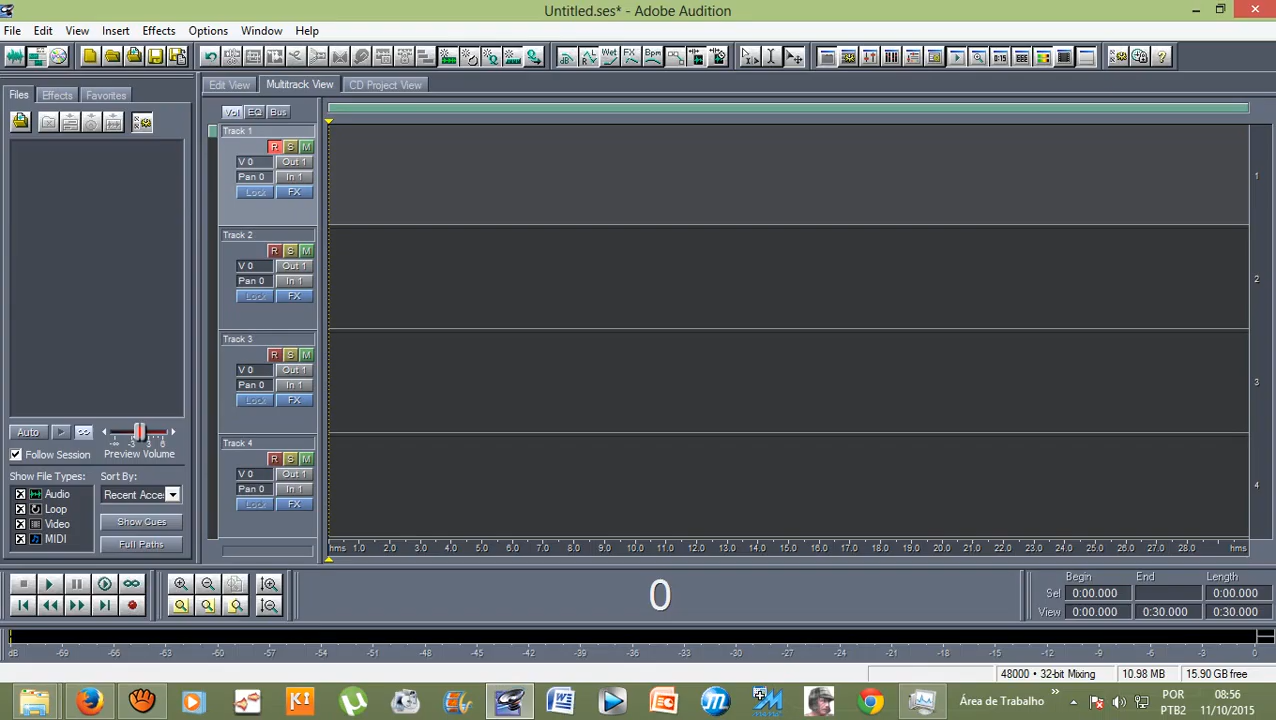 Untitled.ses* - Adobe Audition
File Edit View Insert Effects Options Window Help
Edit View Multitrack View CD Project View
Files Effects Favorites
Vol EQ Bus
Track 1
R S M
V 0 Out 1
Pan 0 In 1
Lock FX
1
Track 2
R S M
V 0 Out 1
Pan 0 In 1
Lock FX
2
Track 3
R S M
V 0 Out 1
Pan 0 In 1
Lock FX
3
Track 4
R S M
V 0 Out 1
Pan 0 In 1
Lock FX
4
Auto
-∞ -3 3 6
Follow Session Preview Volume
Show File Types: Sort By:
Audio Recent Acce
Loop
Video Show Cues
MIDI Full Paths
hms 1.0 2.0 3.0 4.0 5.0 6.0 7.0 8.0 9.0 10.0 11.0 12.0 13.0 14.0 15.0 16.0 17.0 18.0 19.0 20.0 21.0 22.0 23.0 24.0 25.0 26.0 27.0 28.0 hms
0
Begin End Length
Sel 0:00.000 0:00.000
View 0:00.000 0:30.000 0:30.000
dB -69 -66 -63 -60 -57 -54 -51 -48 -45 -42 -39 -36 -33 -30 -27 -24 -21 -18 -15 -12 -9 -6 -3 0
48000 • 32-bit Mixing 10.98 MB 15.90 GB free
Área de Trabalho
POR 08:56
PTB2 11/10/2015